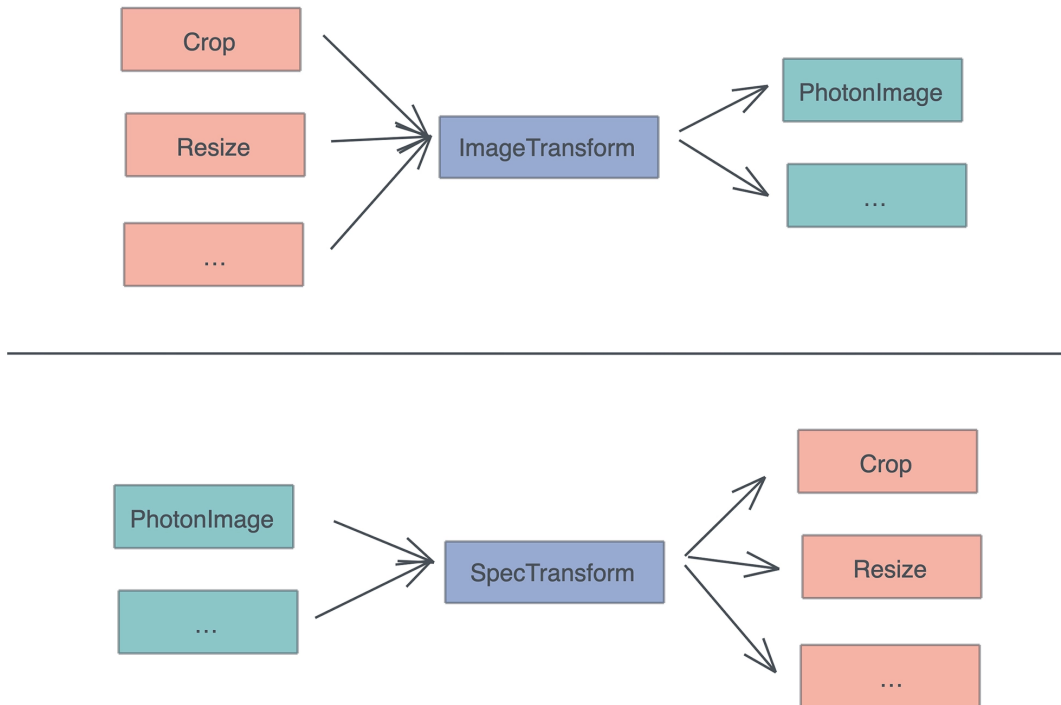 Crop
PhotonImage
Resize
ImageTransform
...
...
Crop
PhotonImage
SpecTransform
Resize
...
...